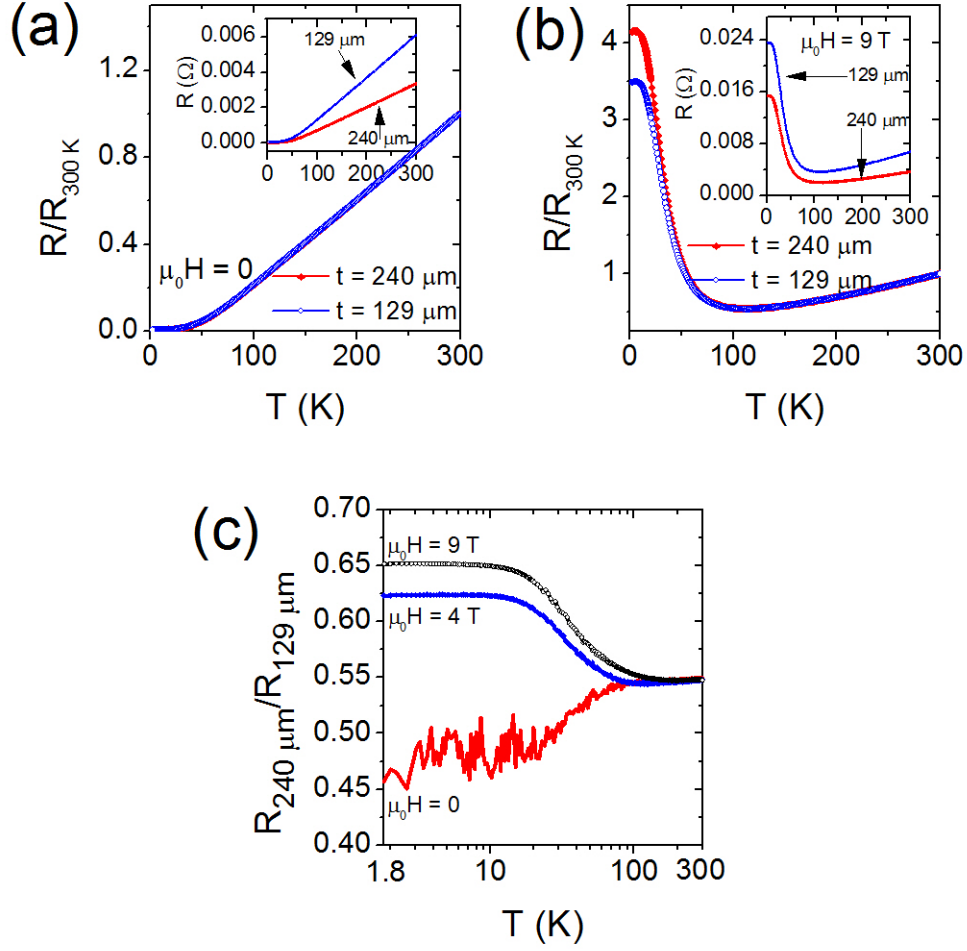 (a)
R/R300 K
1.2
0.8
0.4
0.0
0
100
200
300
T (K)
μ0H = 0
t = 240 μm
t = 129 μm
R (Ω)
0.006
0.004
0.002
0.000
0
100
200
300
129 μm
240 μm
(b)
R/R300 K
4
3
2
1
0
100
200
300
T (K)
t = 240 μm
t = 129 μm
R (Ω)
0.024
0.016
0.008
0.000
0
100
200
300
μ0H = 9 T
129 μm
240 μm
(c)
R240 μm/R129 μm
0.70
0.65
0.60
0.55
0.50
0.45
0.40
1.8
10
100
300
T (K)
μ0H = 9 T
μ0H = 4 T
μ0H = 0